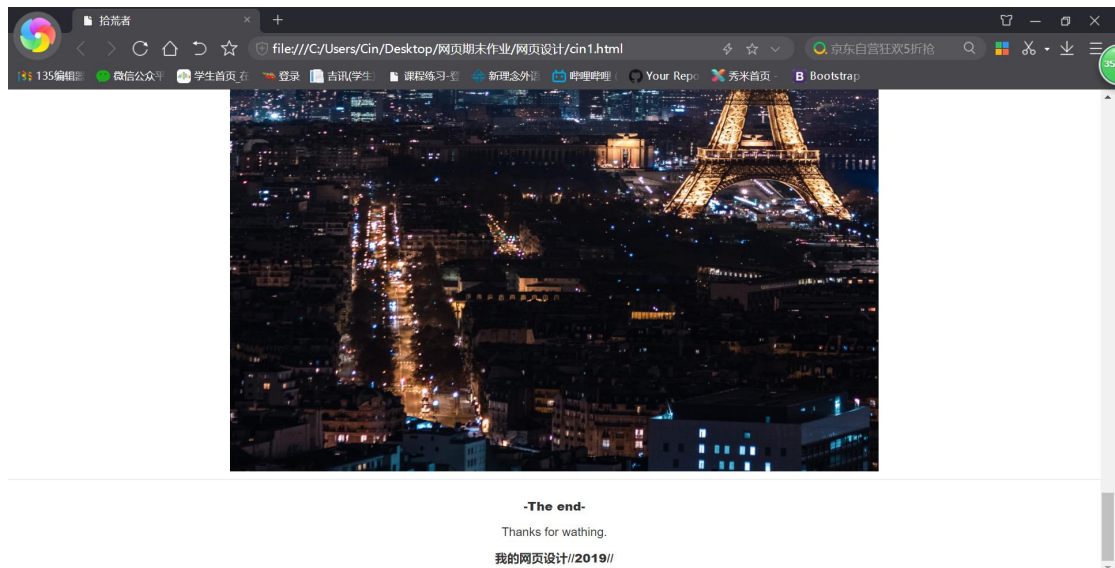 拾荒者
file:///C:/Users/Cin/Desktop/网页期末作业/网页设计/cin1.html
京东自营狂欢5折抢
135编辑器 微信公众平 学生首页_在 登录 吉讯(学生) 课程练习-登 新理念外语 哔哩哔哩 ( Your Repo 秀米首页 - Bootstrap
35
-The end-
Thanks for wathing.
我的网页设计//2019//